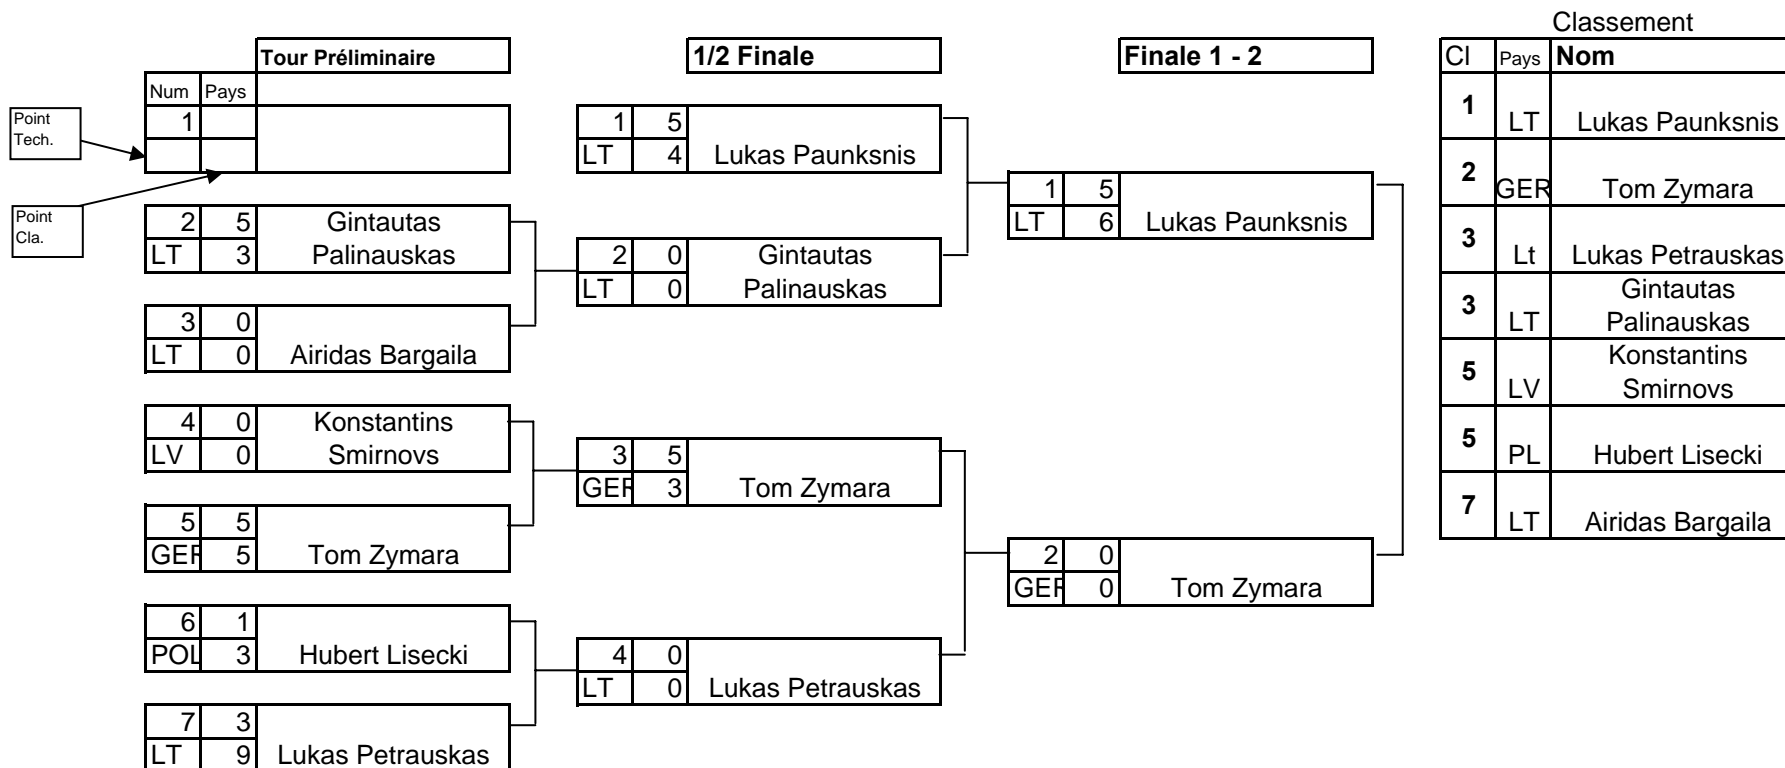 Classement
Tour Préliminaire 1/2 Finale Finale 1 - 2 Cl Pays Nom
Num Pays
Point
Tech.
1
Point
Cla.
2 5 Gintautas
LT 3 Palinauskas
3 0
LT 0 Airidas Bargaila
4 0 Konstantins
LV 0 Smirnovs
5 5
GER 5 Tom Zymara
6 1
POL 3 Hubert Lisecki
7 3
LT 9 Lukas Petrauskas
1 5
LT 4 Lukas Paunksnis
2 0 Gintautas
LT 0 Palinauskas
3 5
GER 3 Tom Zymara
4 0
LT 0 Lukas Petrauskas
1 5
LT 6 Lukas Paunksnis
2 0
GER 0 Tom Zymara
1 LT Lukas Paunksnis
2 GER Tom Zymara
3 Lt Lukas Petrauskas
3 LT Gintautas
Palinauskas
5 LV Konstantins
Smirnovs
5 PL Hubert Lisecki
7 LT Airidas Bargaila